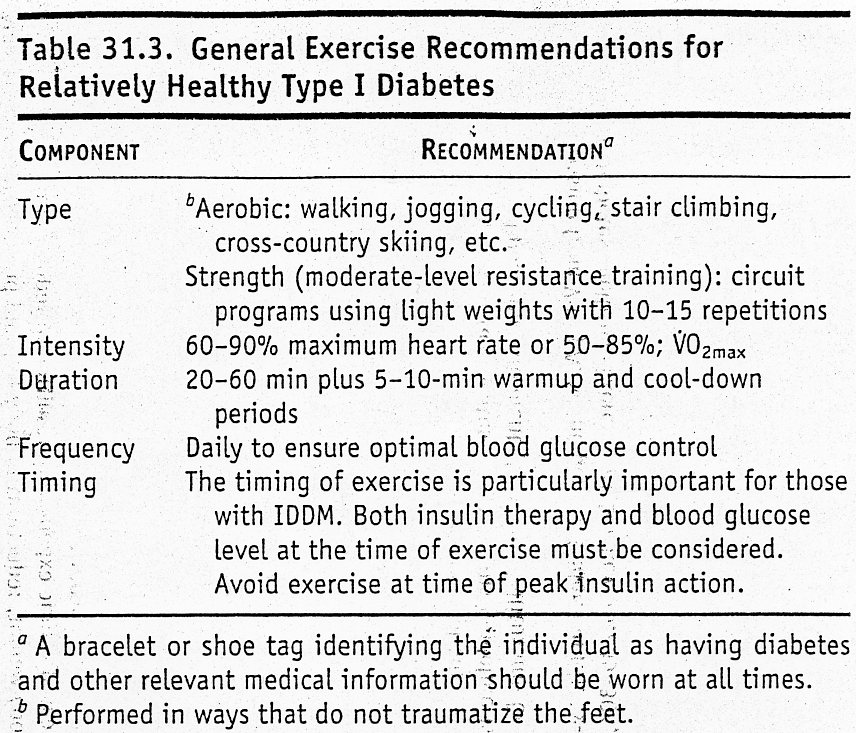 Table 31.3. General Exercise Recommendations for
Relatively Healthy Type I Diabetes
COMPONENT RECOMMENDATIONᵃ
Type ᵇAerobic: walking, jogging, cycling, stair climbing,
cross-country skiing, etc.
Strength (moderate-level resistance training): circuit
programs using light weights with 10–15 repetitions
Intensity 60–90% maximum heart rate or 50–85%; V̇O₂max
Duration 20–60 min plus 5–10-min warmup and cool-down
periods
Frequency Daily to ensure optimal blood glucose control
Timing The timing of exercise is particularly important for those
with IDDM. Both insulin therapy and blood glucose
level at the time of exercise must be considered.
Avoid exercise at time of peak insulin action.
ᵃ A bracelet or shoe tag identifying the individual as having diabetes
and other relevant medical information should be worn at all times.
ᵇ Performed in ways that do not traumatize the feet.